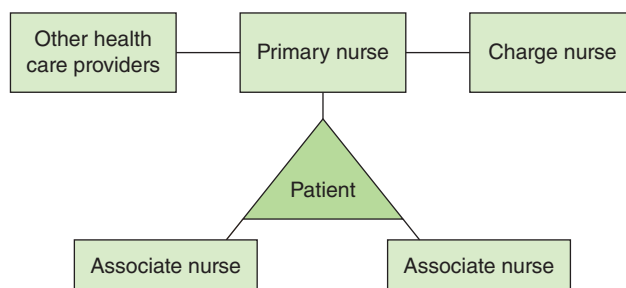 Other health
care providers
Primary nurse
Charge nurse
Patient
Associate nurse
Associate nurse